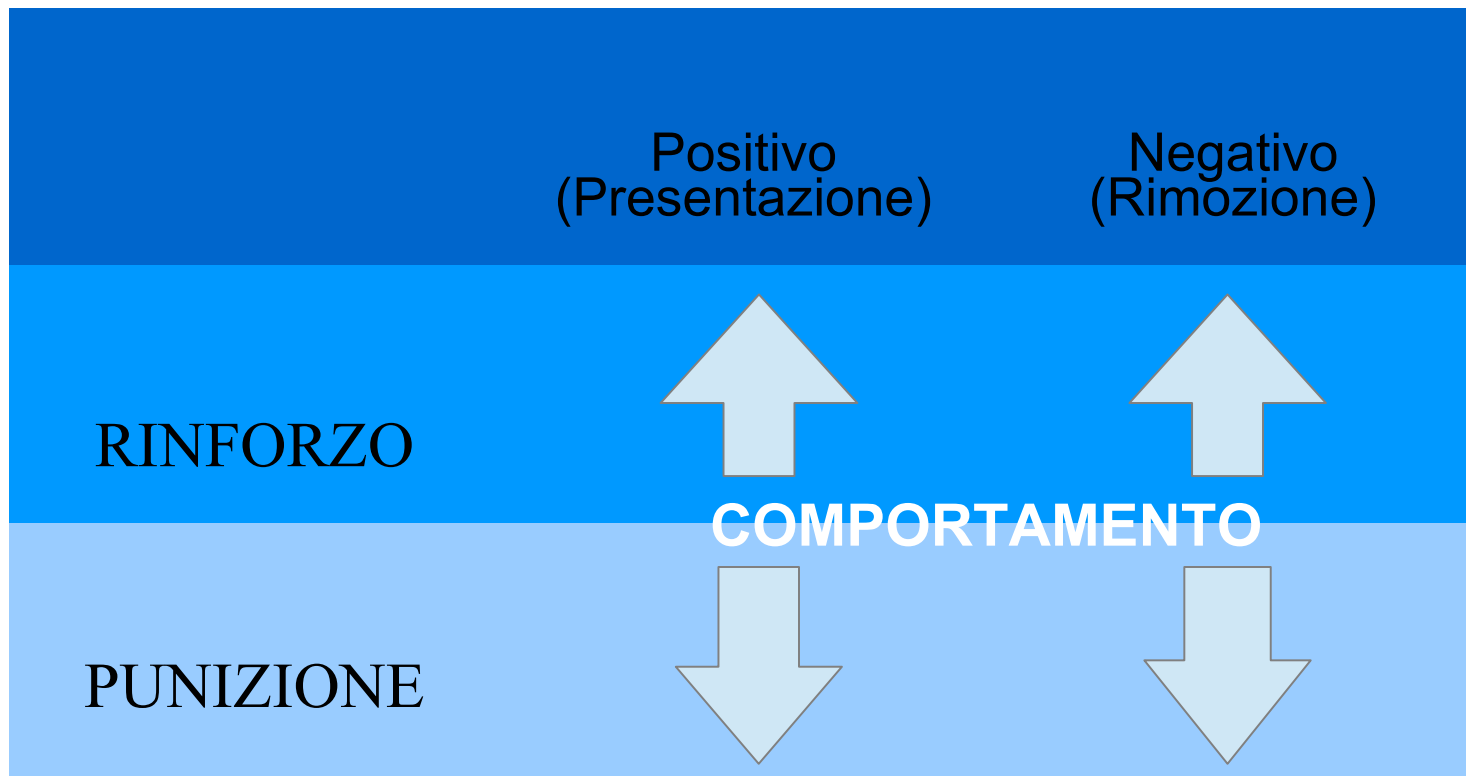 Positivo
(Presentazione)
Negativo
(Rimozione)
RINFORZO
COMPORTAMENTO
PUNIZIONE